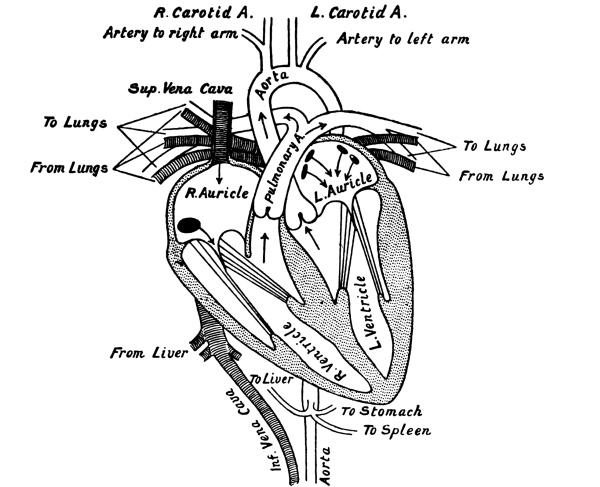 R. Carotid A.
L. Carotid A.
Artery to right arm
Artery to left arm
Aorta
Sup. Vena Cava
To Lungs
From Lungs
To Lungs
From Lungs
Pulmonary A.
R. Auricle
L. Auricle
L. Ventricle
R. Ventricle
From Liver
To Liver
To Stomach
To Spleen
Inf. Vena Cava
Aorta